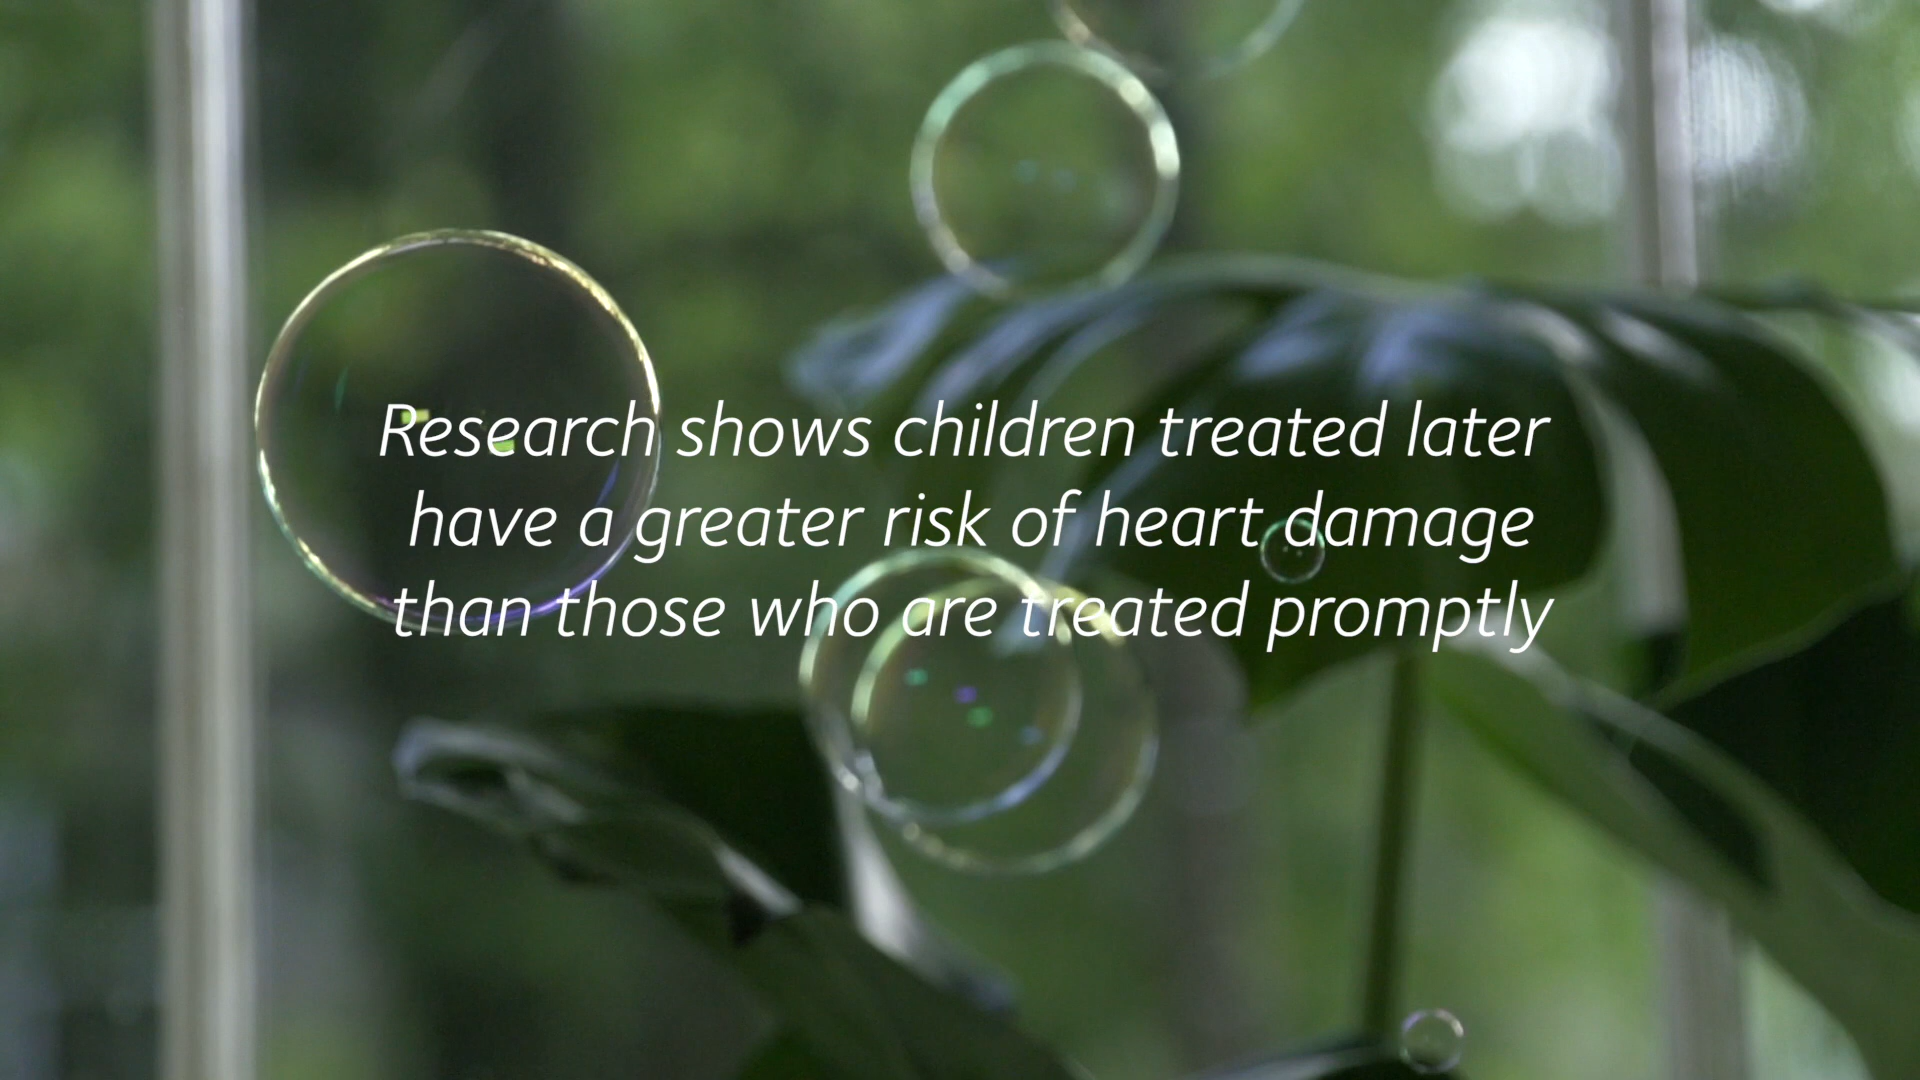 Research shows children treated later
have a greater risk of heart damage
than those who are treated promptly